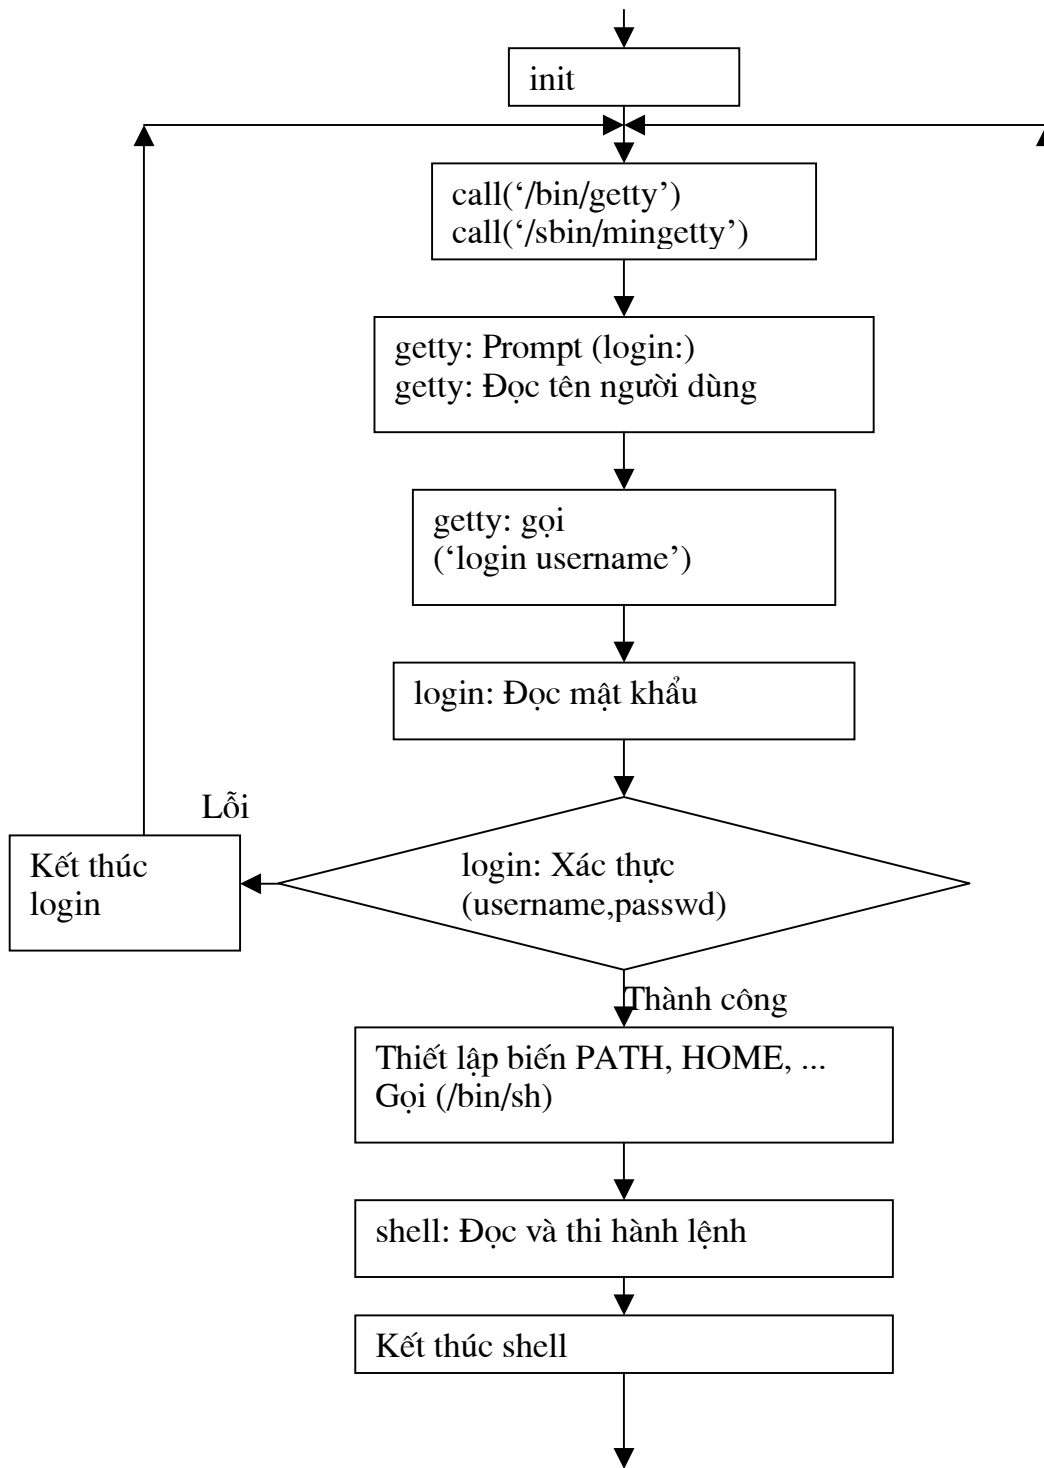 init
call(‘/bin/getty’)
call(‘/sbin/mingetty’)
getty: Prompt (login:)
getty: Đọc tên người dùng
getty: gọi
(‘login username’)
login: Đọc mật khẩu
Lỗi
Kết thúc
login
login: Xác thực
(username,passwd)
Thành công
Thiết lập biến PATH, HOME, ...
Gọi (/bin/sh)
shell: Đọc và thi hành lệnh
Kết thúc shell